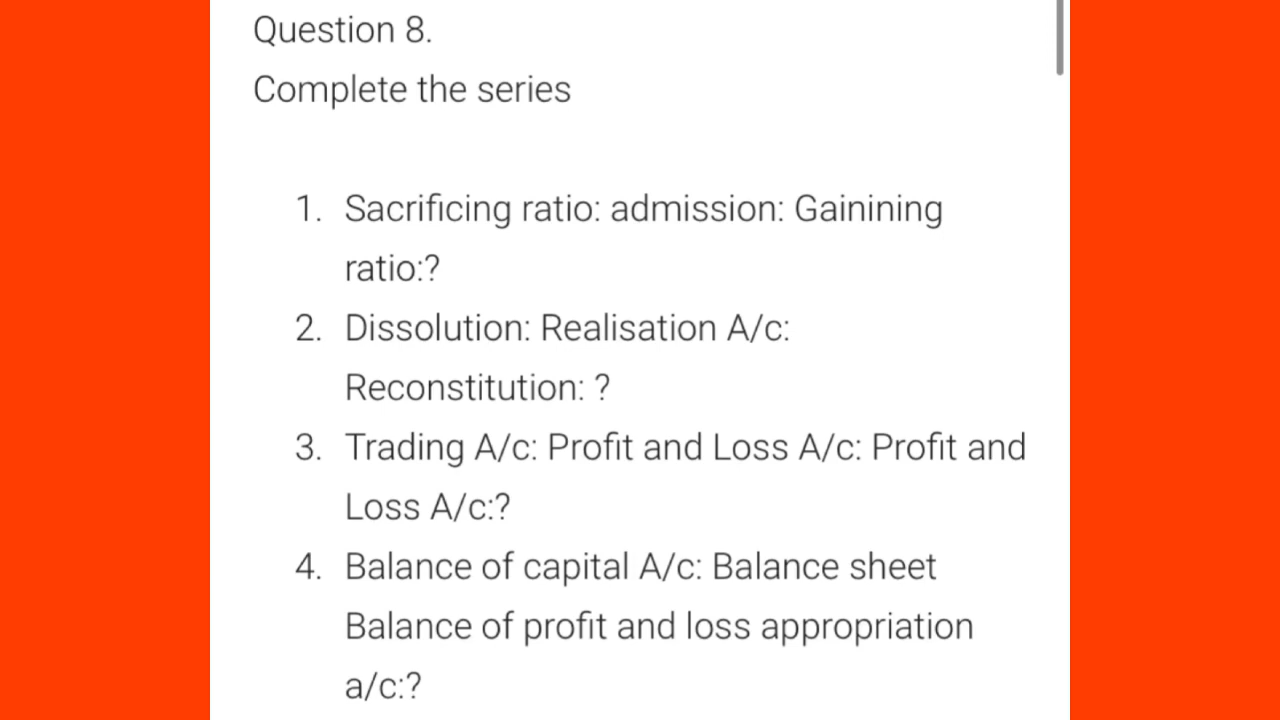 Question 8.
Complete the series
1. Sacrificing ratio: admission: Gainining
ratio:?
2. Dissolution: Realisation A/c:
Reconstitution: ?
3. Trading A/c: Profit and Loss A/c: Profit and
Loss A/c:?
4. Balance of capital A/c: Balance sheet
Balance of profit and loss appropriation
a/c:?